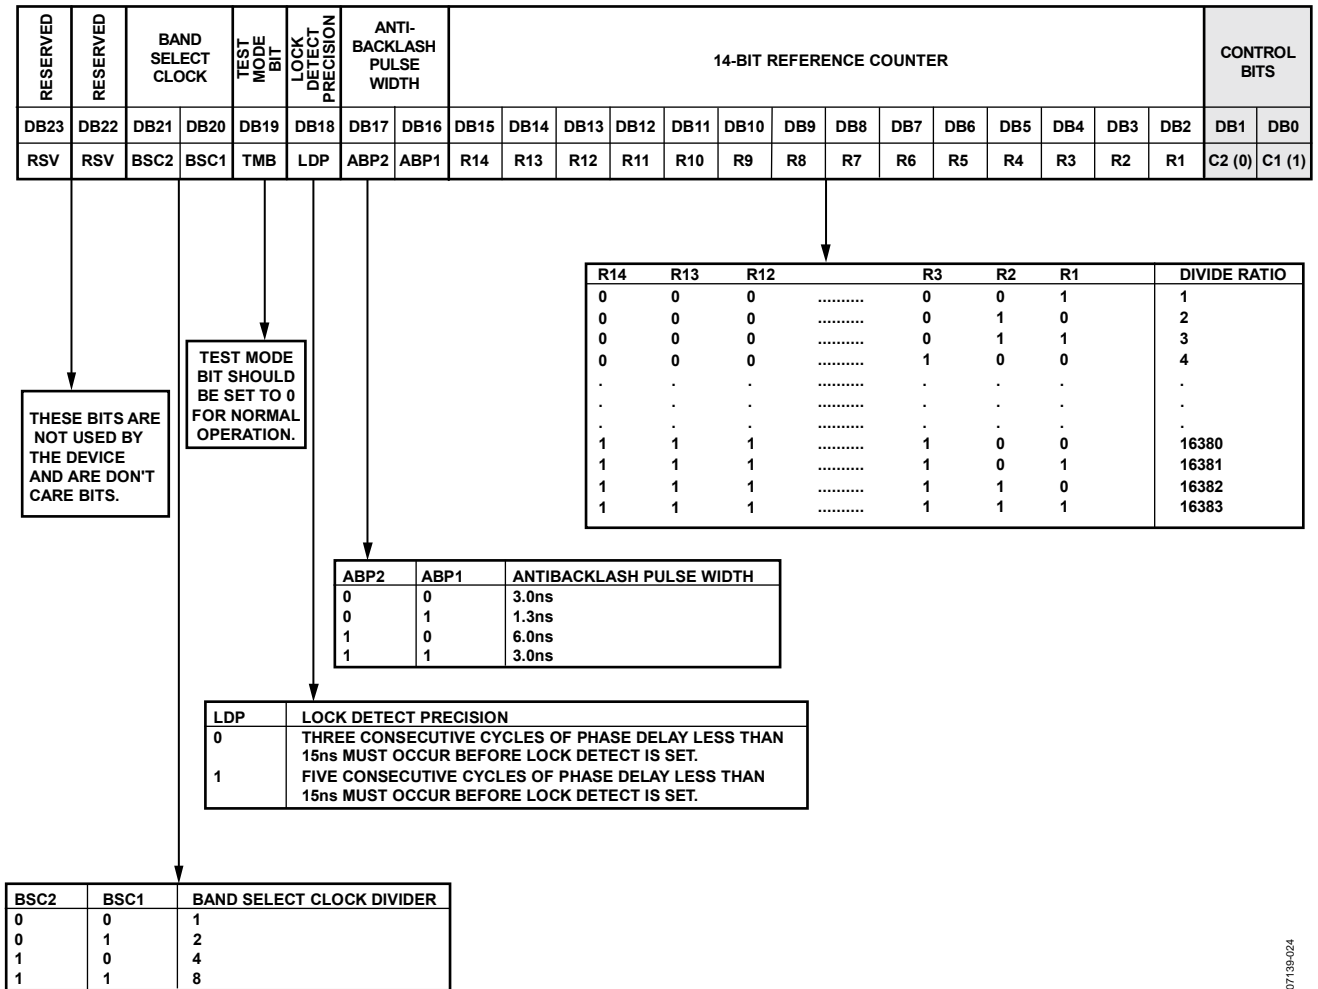 RESERVED
RESERVED
BAND
SELECT
CLOCK
TEST
MODE
BIT
LOCK
DETECT
PRECISION
ANTI-
BACKLASH
PULSE
WIDTH
14-BIT REFERENCE COUNTER
CONTROL
BITS
DB23 DB22 DB21 DB20 DB19 DB18 DB17 DB16 DB15 DB14 DB13 DB12 DB11 DB10 DB9 DB8 DB7 DB6 DB5 DB4 DB3 DB2 DB1 DB0
RSV RSV BSC2 BSC1 TMB LDP ABP2 ABP1 R14 R13 R12 R11 R10 R9 R8 R7 R6 R5 R4 R3 R2 R1 C2 (0) C1 (1)
R14 R13 R12 R3 R2 R1 DIVIDE RATIO
0 0 0 .......... 0 0 1 1
0 0 0 .......... 0 1 0 2
0 0 0 .......... 0 1 1 3
0 0 0 .......... 1 0 0 4
. . . .......... . . . .
. . . .......... . . . .
. . . .......... . . . .
1 1 1 .......... 1 0 0 16380
1 1 1 .......... 1 0 1 16381
1 1 1 .......... 1 1 0 16382
1 1 1 .......... 1 1 1 16383
TEST MODE
BIT SHOULD
BE SET TO 0
FOR NORMAL
OPERATION.
THESE BITS ARE
NOT USED BY
THE DEVICE
AND ARE DON'T
CARE BITS.
ABP2 ABP1 ANTIBACKLASH PULSE WIDTH
0 0 3.0ns
0 1 1.3ns
1 0 6.0ns
1 1 3.0ns
LDP LOCK DETECT PRECISION
0 THREE CONSECUTIVE CYCLES OF PHASE DELAY LESS THAN
15ns MUST OCCUR BEFORE LOCK DETECT IS SET.
1 FIVE CONSECUTIVE CYCLES OF PHASE DELAY LESS THAN
15ns MUST OCCUR BEFORE LOCK DETECT IS SET.
BSC2 BSC1 BAND SELECT CLOCK DIVIDER
0 0 1
0 1 2
1 0 4
1 1 8
07139-024